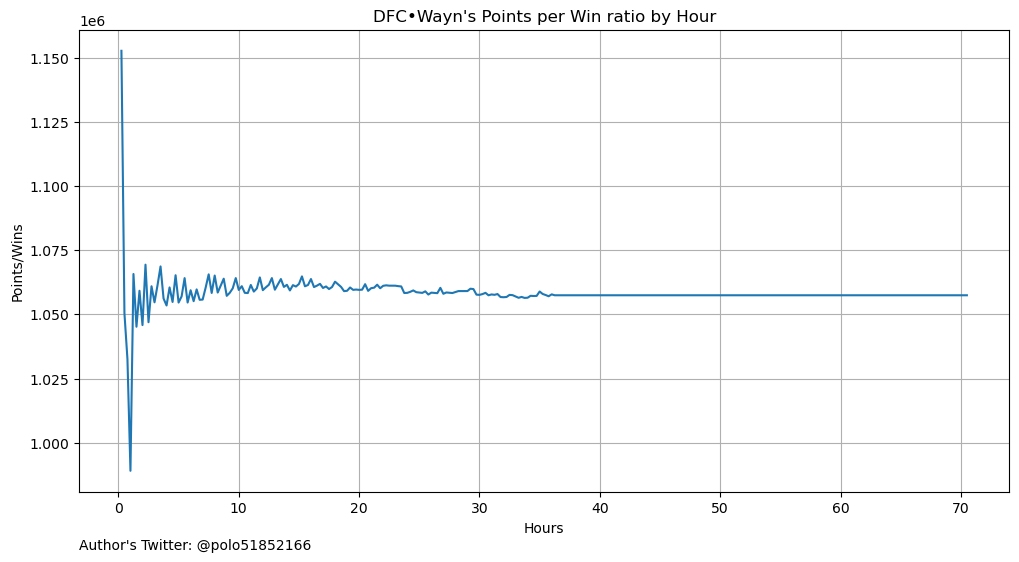 DFC•Wayn's Points per Win ratio by Hour
1e6
1.150
1.125
1.100
1.075
1.050
1.025
1.000
Points/Wins
0 10 20 30 40 50 60 70
Hours
Author's Twitter: @polo51852166